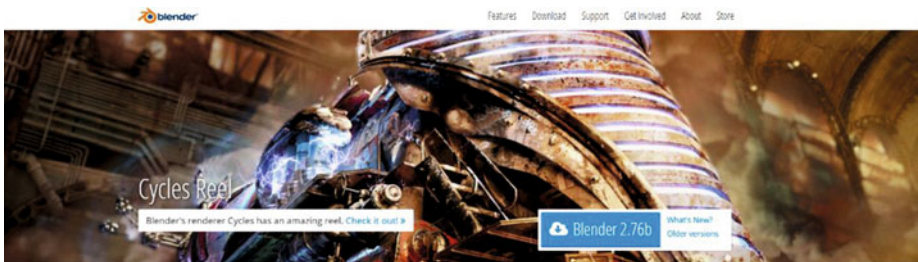 blender
Features Download Support Get Involved About Store
Cycles Reel
Blender's renderer Cycles has an amazing reel. Check it out! »
Blender 2.76b
What's New?
Older versions